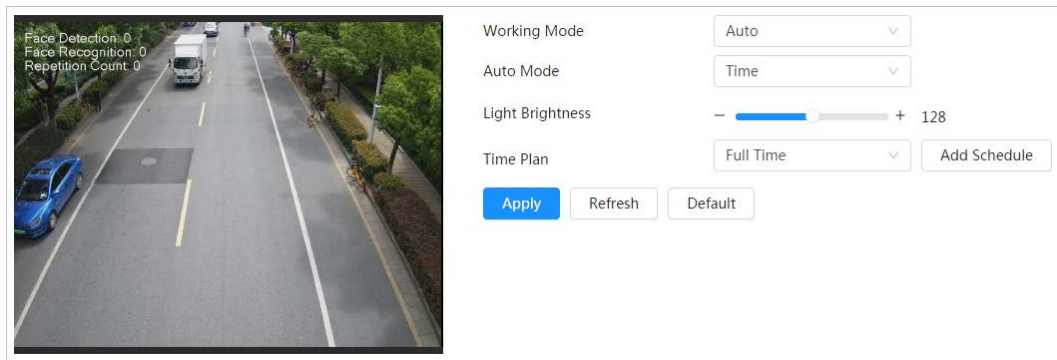 Face Detection: 0
Face Recognition: 0
Repetition Count: 0
Working Mode Auto
Auto Mode Time
Light Brightness − + 128
Time Plan Full Time Add Schedule
Apply Refresh Default